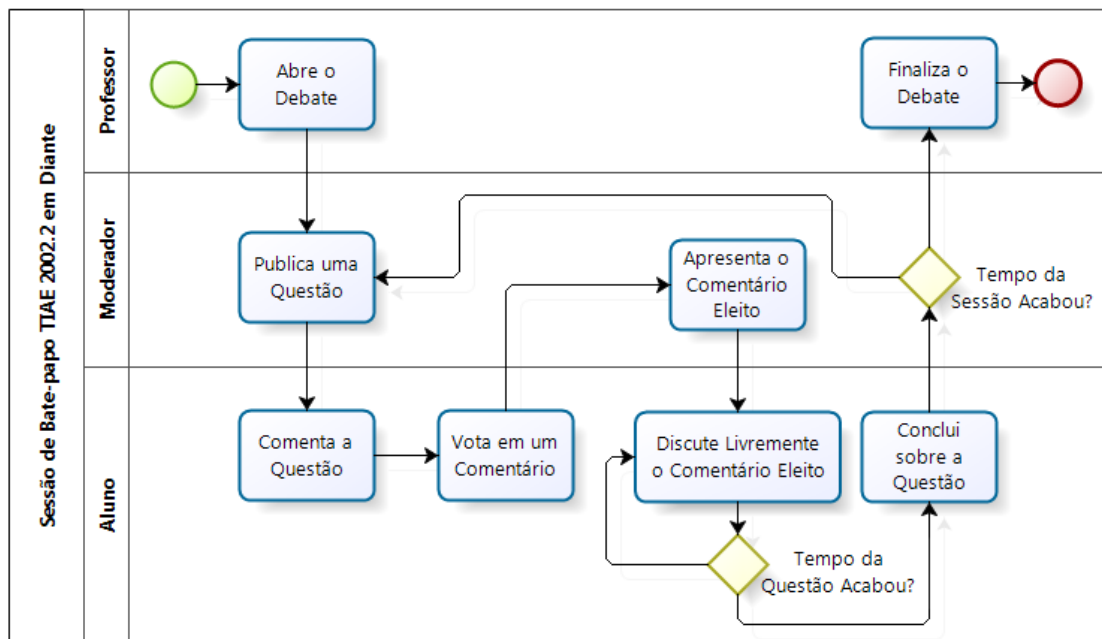 Sessão de Bate-papo TIAE 2002.2 em Diante
Professor
Abre o
Debate
Finaliza o
Debate
Moderador
Publica uma
Questão
Apresenta o
Comentário
Eleito
Tempo da
Sessão Acabou?
Aluno
Comenta a
Questão
Vota em um
Comentário
Discute Livremente
o Comentário Eleito
Conclui
sobre a
Questão
Tempo da
Questão Acabou?